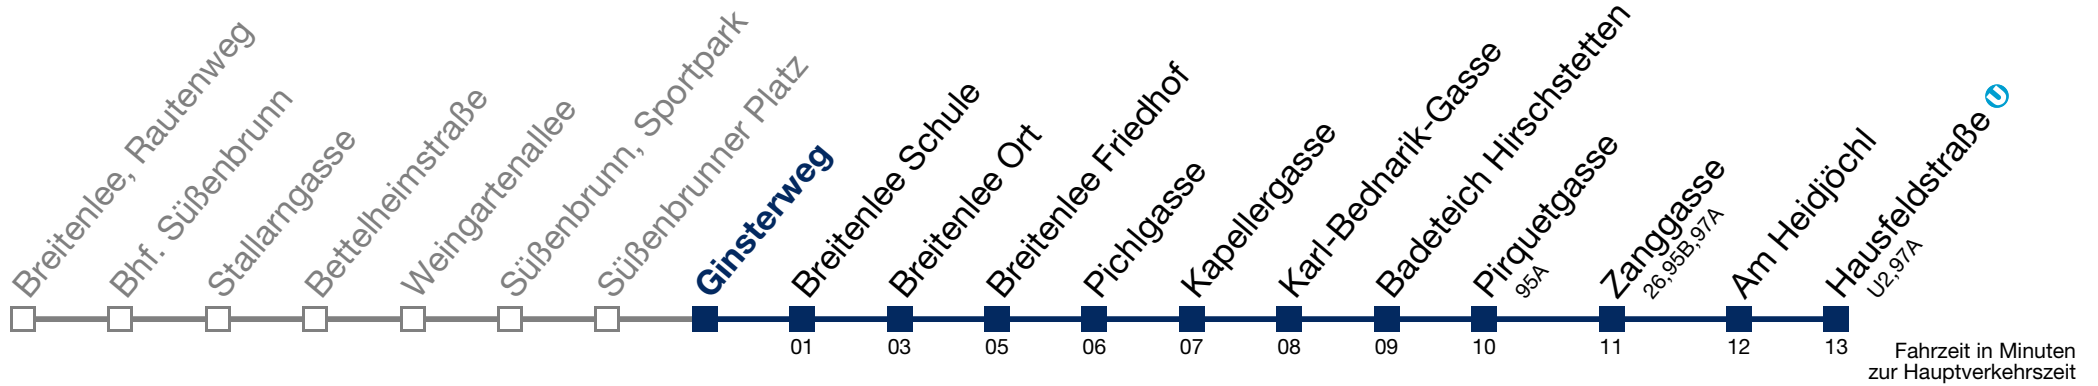 Breitenlee, Rautenweg
Bhf. Süßenbrunn
Stallarngasse
Bettelheimstraße
Weingartenallee
Süßenbrunn, Sportpark
Süßenbrunner Platz
Ginsterweg
Breitenlee Schule
01
Breitenlee Ort
03
Breitenlee Friedhof
05
Pichlgasse
06
Kapellergasse
07
Karl-Bednarik-Gasse
08
Badeteich Hirschstetten
09
Pirquetgasse
95A
10
Zanggasse
26,95B,97A
11
Am Heidjöchl
12
Hausfeldstraße U
U2,97A
13
Fahrzeit in Minuten
zur Hauptverkehrszeit